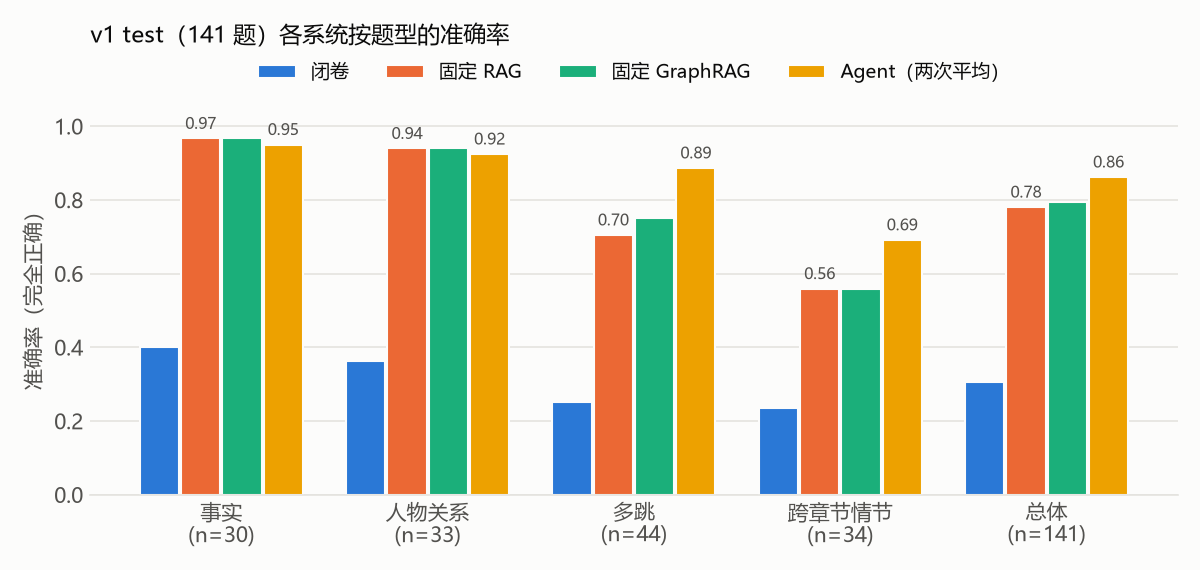 v1 test（141 题）各系统按题型的准确率
闭卷 固定 RAG 固定 GraphRAG Agent（两次平均）
准确率（完全正确）
1.0
0.8
0.6
0.4
0.2
0.0
0.97 0.95 0.94 0.92 0.70 0.89 0.56 0.69 0.78 0.86
事实 人物关系 多跳 跨章节情节 总体
(n=30) (n=33) (n=44) (n=34) (n=141)